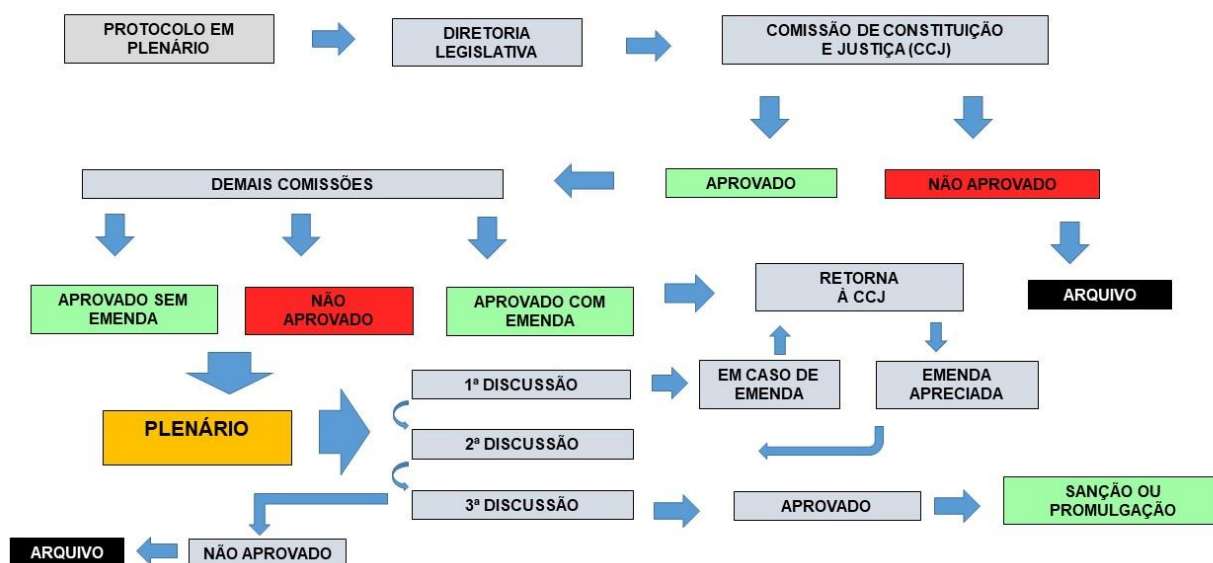 PROTOCOLO EM
PLENÁRIO
DIRETORIA
LEGISLATIVA
COMISSÃO DE CONSTITUIÇÃO
E JUSTIÇA (CCJ)
DEMAIS COMISSÕES
APROVADO
NÃO APROVADO
APROVADO SEM
EMENDA
NÃO
APROVADO
APROVADO COM
EMENDA
RETORNA
À CCJ
ARQUIVO
PLENÁRIO
1ª DISCUSSÃO
EM CASO DE
EMENDA
EMENDA
APRECIADA
2ª DISCUSSÃO
3ª DISCUSSÃO
APROVADO
SANÇÃO OU
PROMULGAÇÃO
ARQUIVO
NÃO APROVADO